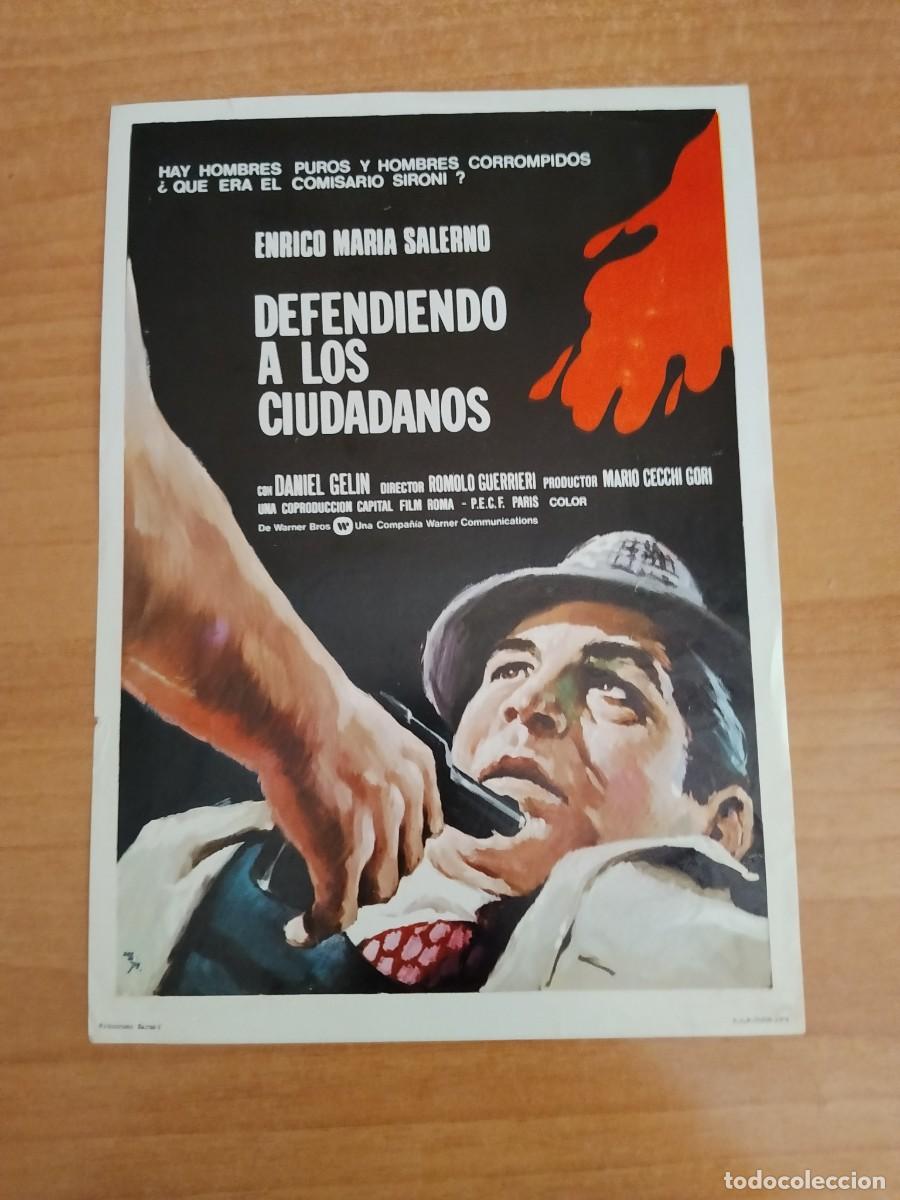 HAY HOMBRES PUROS Y HOMBRES CORROMPIDOS
¿ QUE ERA EL COMISARIO SIRONI ?
ENRICO MARIA SALERNO
DEFENDIENDO
A LOS
CIUDADANOS
CON DANIEL GELIN DIRECTOR ROMOLO GUERRIERI PRODUCTOR MARIO CECCHI GORI
UNA COPRODUCCION CAPITAL FILM ROMA - P.E.C.F. PARIS COLOR
De Warner Bros W Una Compañía Warner Communications
todocoleccion